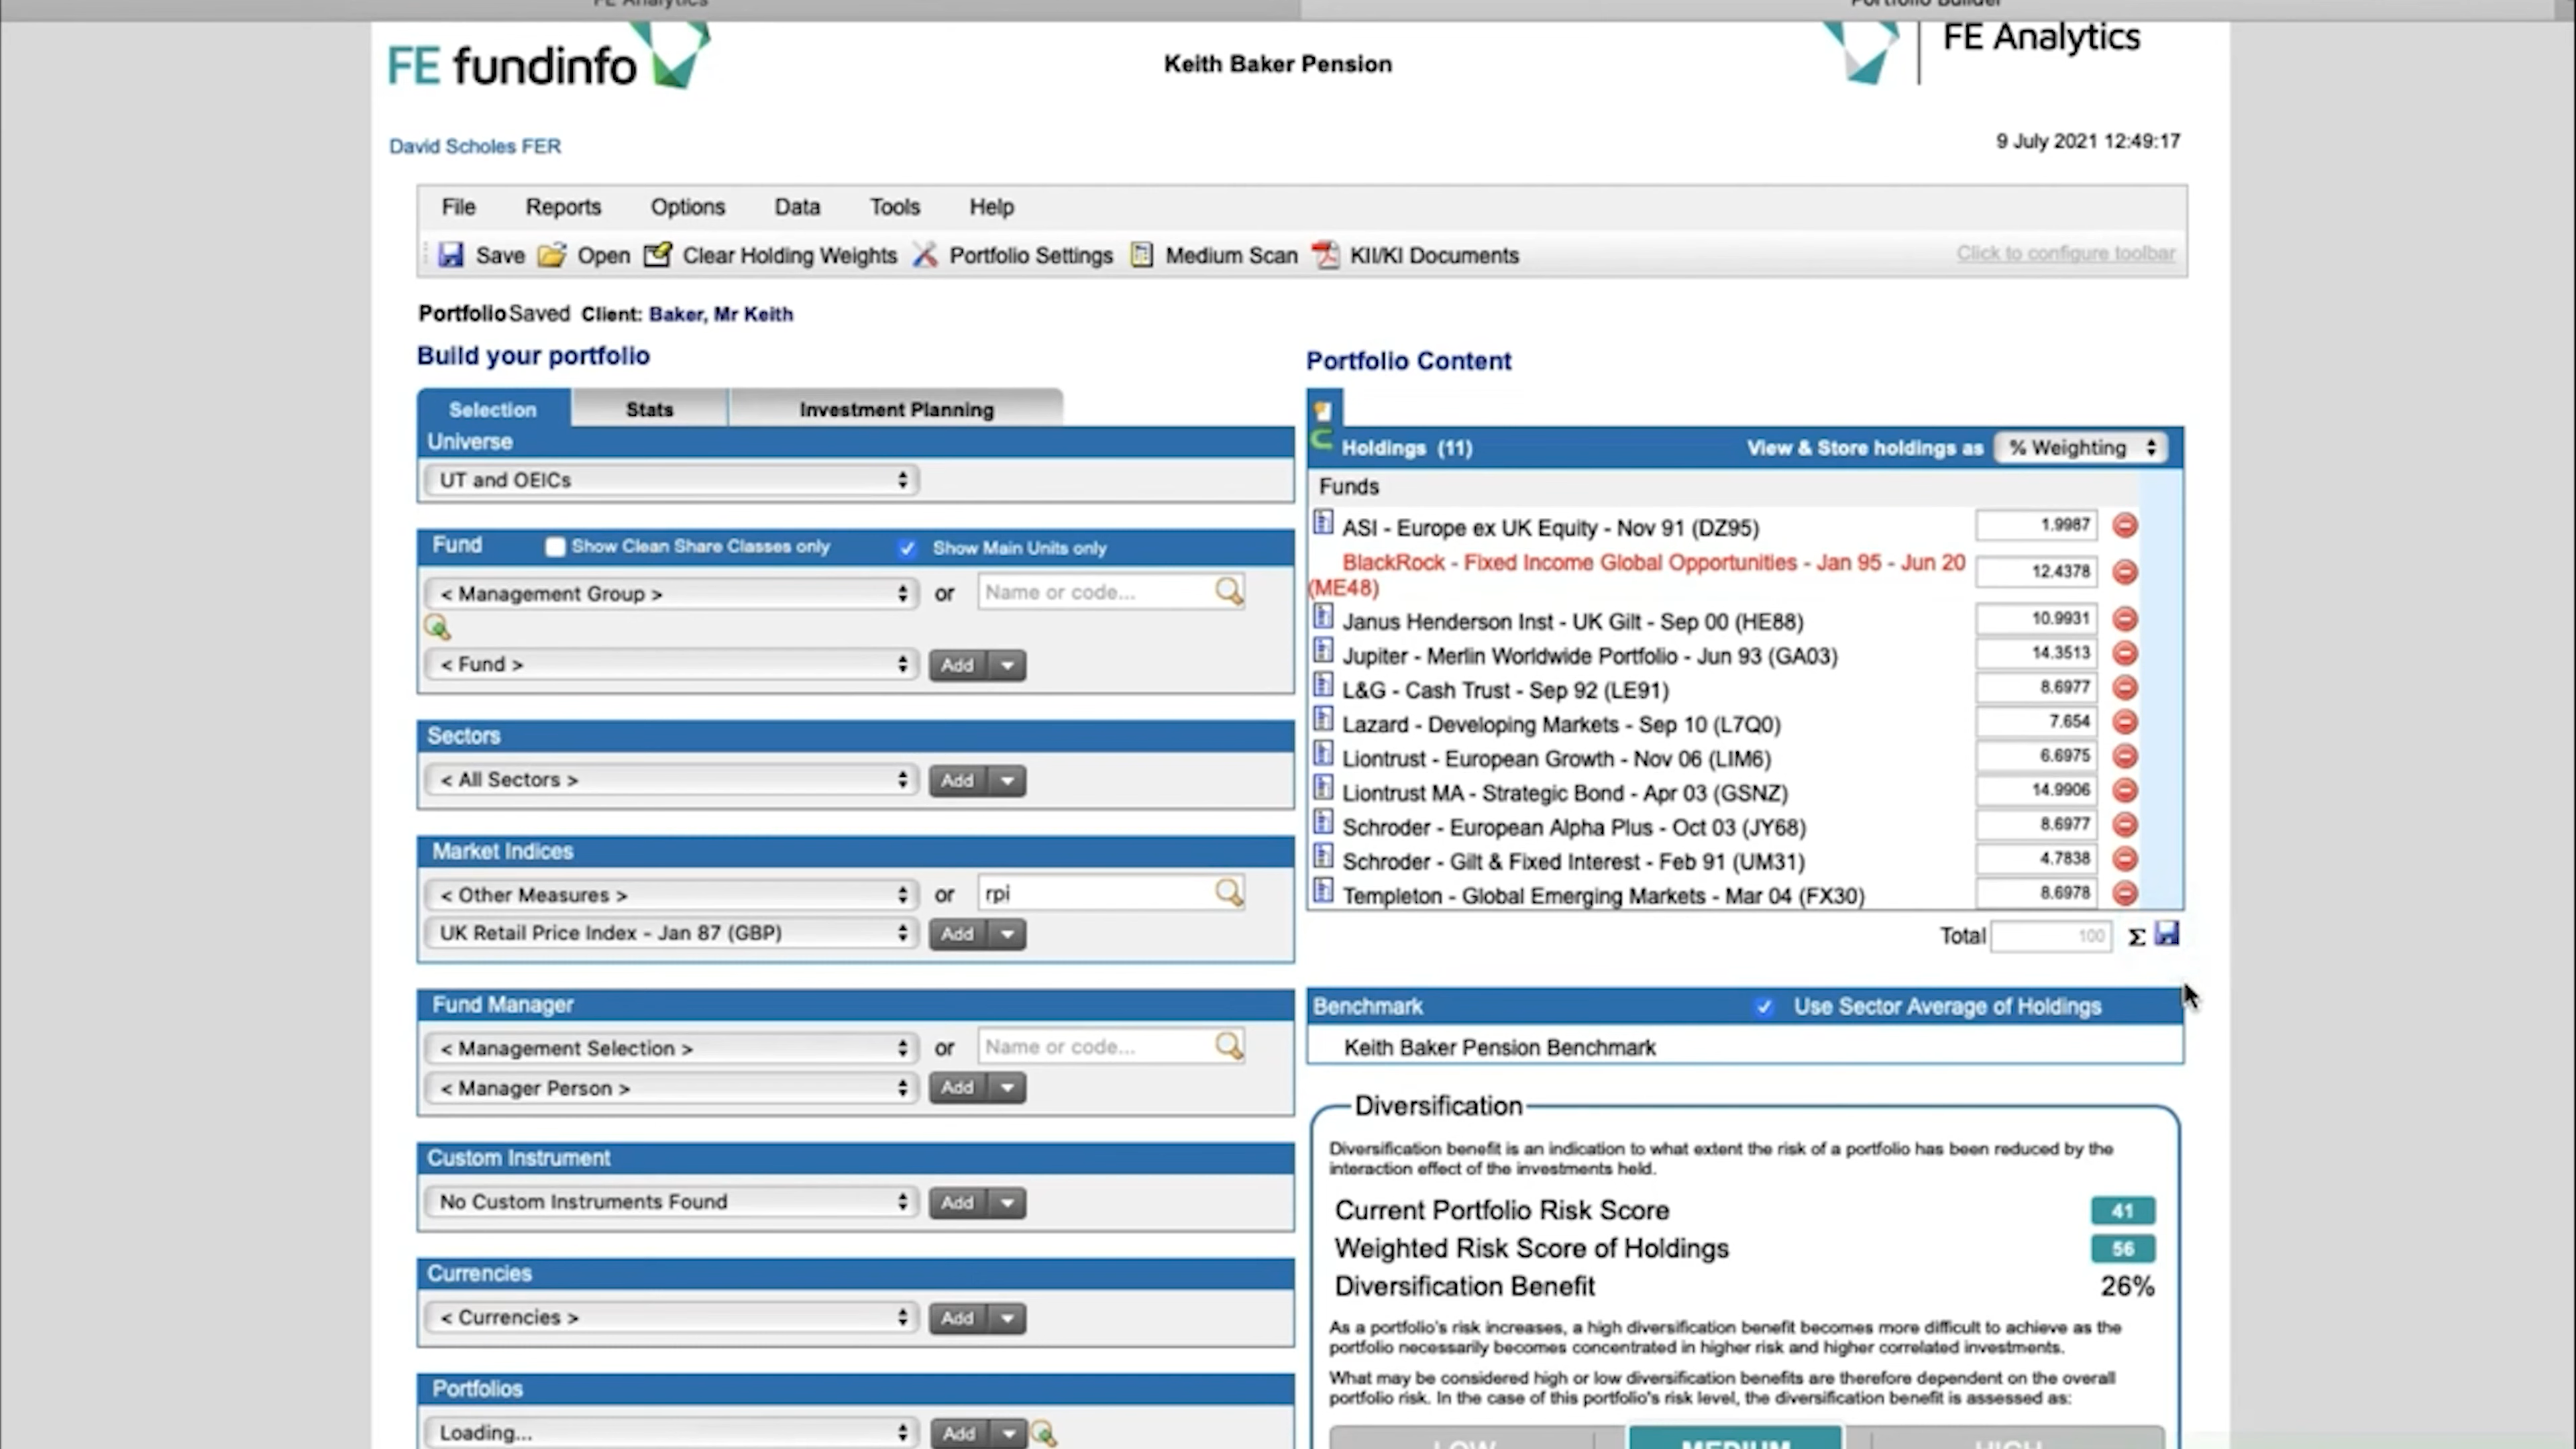 FE Analytics
Portfolio Builder
FE fundinfo
Keith Baker Pension
FE Analytics
David Scholes FER
9 July 2021 12:49:17
File Reports Options Data Tools Help
Save Open Clear Holding Weights Portfolio Settings Medium Scan KII/KI Documents Click to configure toolbar
Portfolio Saved Client: Baker, Mr Keith
Build your portfolio
Selection Stats Investment Planning
Universe
UT and OEICs
Fund Show Clean Share Classes only Show Main Units only
< Management Group > or Name or code...
< Fund > Add
Sectors
< All Sectors > Add
Market Indices
< Other Measures > or rpi
UK Retail Price Index - Jan 87 (GBP) Add
Fund Manager
< Management Selection > or Name or code...
< Manager Person > Add
Custom Instrument
No Custom Instruments Found Add
Currencies
< Currencies > Add
Portfolios
Loading... Add
Portfolio Content
Holdings (11) View & Store holdings as % Weighting
Funds
ASI - Europe ex UK Equity - Nov 91 (DZ95) 1.9987
BlackRock - Fixed Income Global Opportunities - Jan 95 - Jun 20
(ME48) 12.4378
Janus Henderson Inst - UK Gilt - Sep 00 (HE88) 10.9931
Jupiter - Merlin Worldwide Portfolio - Jun 93 (GA03) 14.3513
L&G - Cash Trust - Sep 92 (LE91) 8.6977
Lazard - Developing Markets - Sep 10 (L7Q0) 7.654
Liontrust - European Growth - Nov 06 (LIM6) 6.6975
Liontrust MA - Strategic Bond - Apr 03 (GSNZ) 14.9906
Schroder - European Alpha Plus - Oct 03 (JY68) 8.6977
Schroder - Gilt & Fixed Interest - Feb 91 (UM31) 4.7838
Templeton - Global Emerging Markets - Mar 04 (FX30) 8.6978
Total 100 Σ
Benchmark Use Sector Average of Holdings
Keith Baker Pension Benchmark
Diversification
Diversification benefit is an indication to what extent the risk of a portfolio has been reduced by the
interaction effect of the investments held.
Current Portfolio Risk Score 41
Weighted Risk Score of Holdings 56
Diversification Benefit 26%
As a portfolio's risk increases, a high diversification benefit becomes more difficult to achieve as the
portfolio necessarily becomes concentrated in higher risk and higher correlated investments.
What may be considered high or low diversification benefits are therefore dependent on the overall
portfolio risk. In the case of this portfolio's risk level, the diversification benefit is assessed as:
LOW MEDIUM HIGH